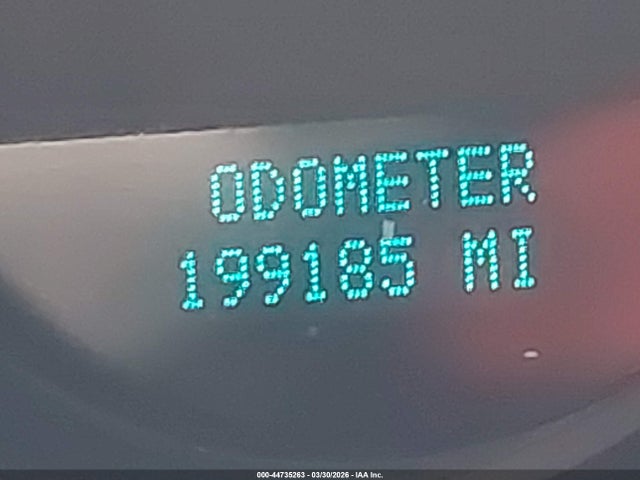 ODOMETER
199185 MI
000-44735263 - 03/30/2026 - IAA Inc.